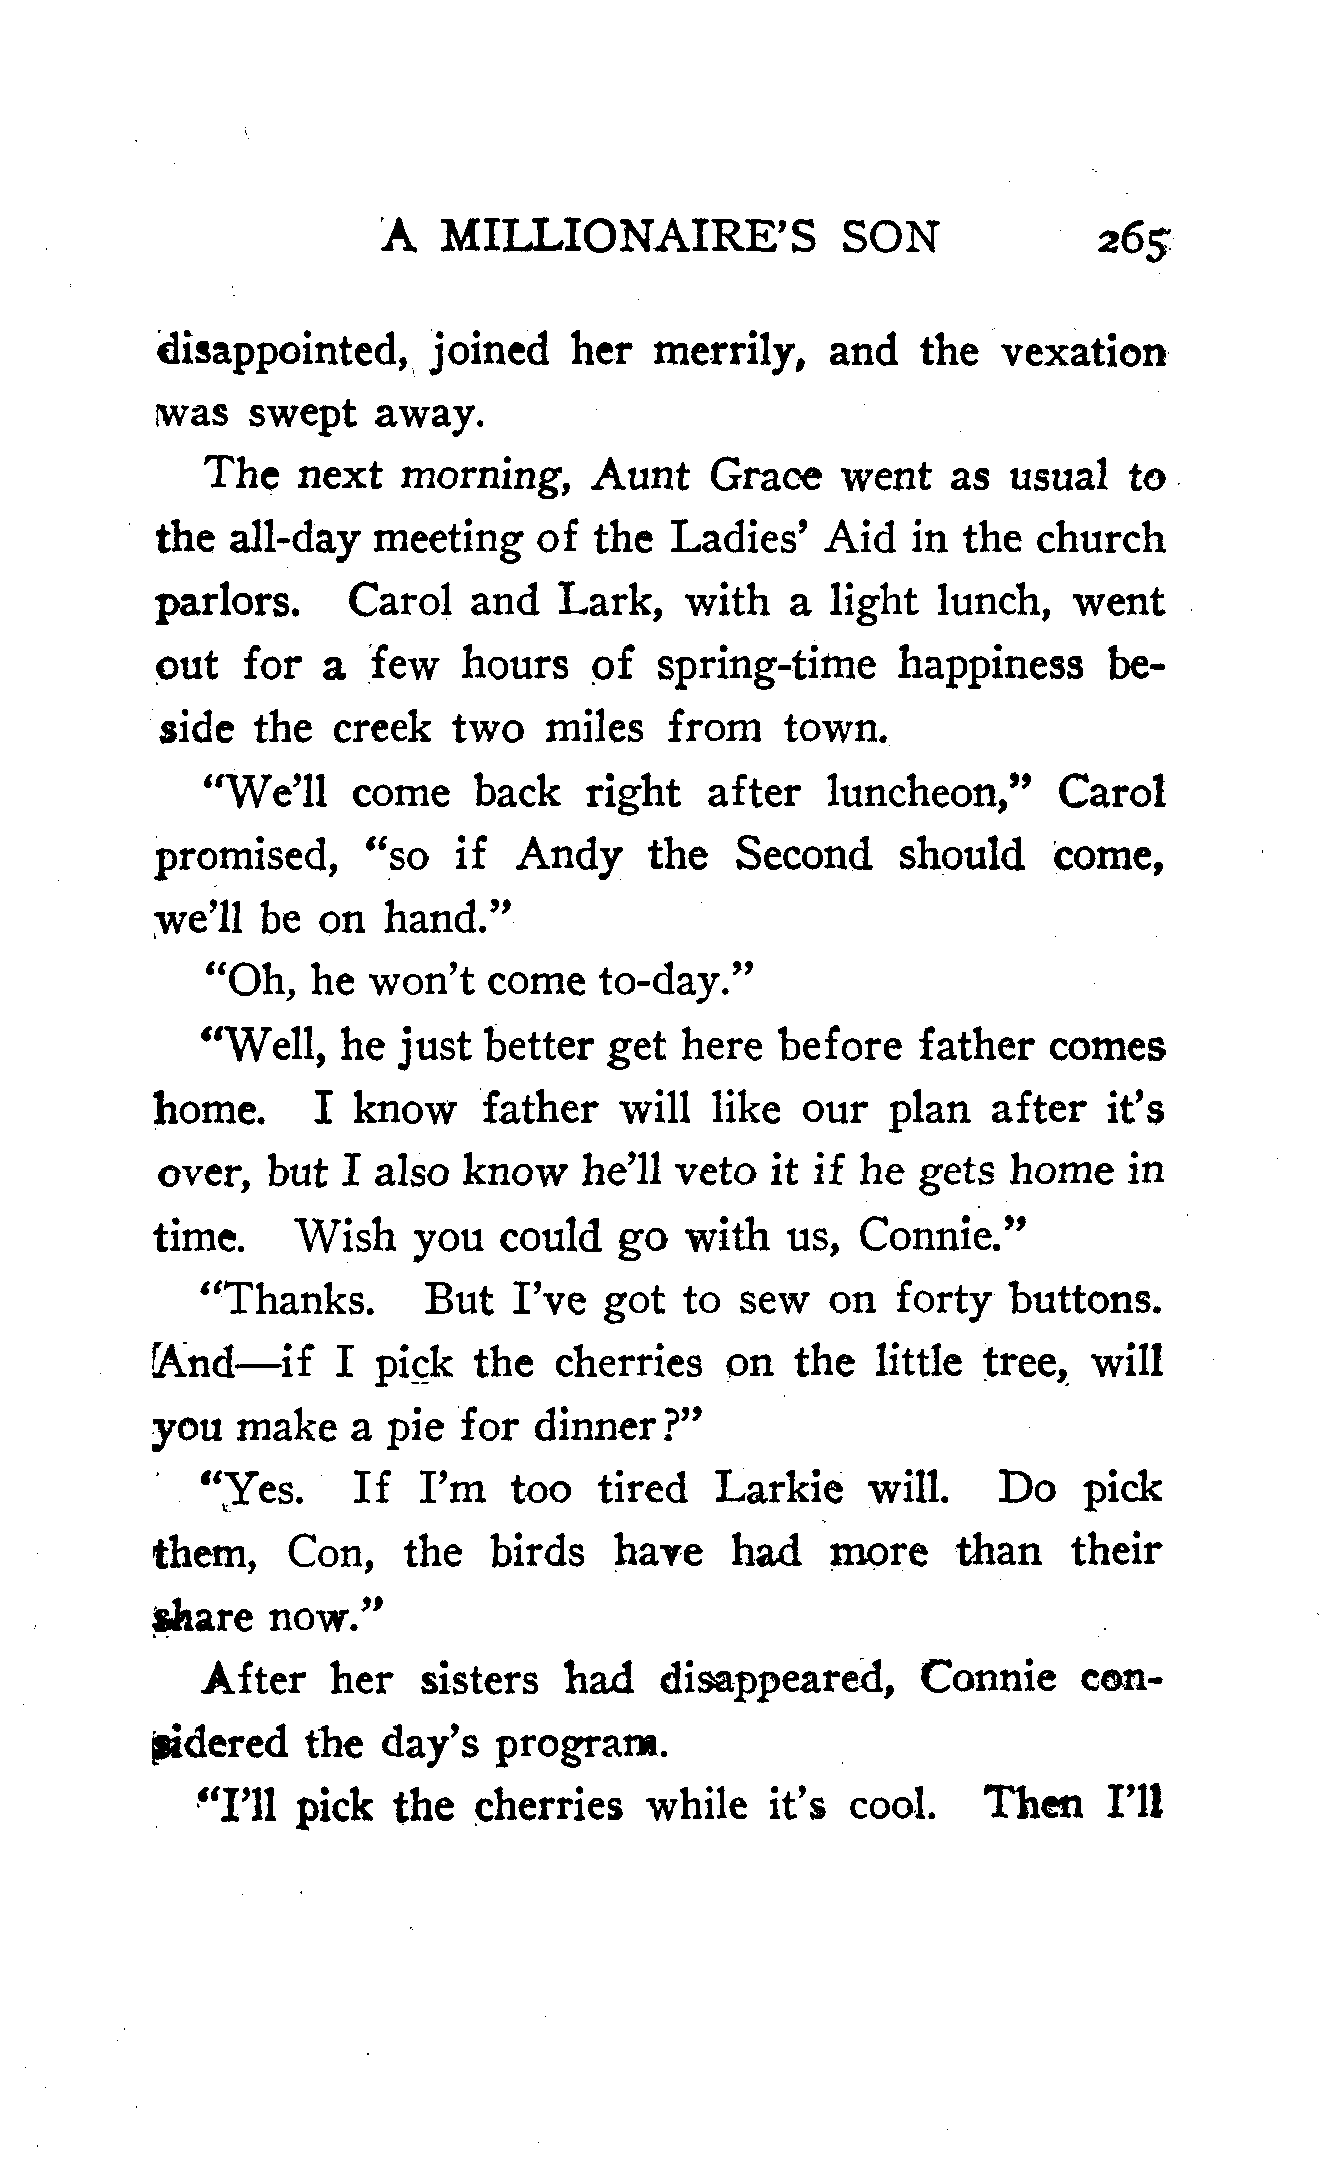 A MILLIONAIRE'S SON 265
disappointed, joined her merrily, and the vexation
was swept away.
The next morning, Aunt Grace went as usual to
the all-day meeting of the Ladies' Aid in the church
parlors. Carol and Lark, with a light lunch, went
out for a few hours of spring-time happiness be-
side the creek two miles from town.
"We'll come back right after luncheon," Carol
promised, "so if Andy the Second should come,
we'll be on hand."
"Oh, he won't come to-day."
"Well, he just better get here before father comes
home. I know father will like our plan after it's
over, but I also know he'll veto it if he gets home in
time. Wish you could go with us, Connie."
"Thanks. But I've got to sew on forty buttons.
And—if I pick the cherries on the little tree, will
you make a pie for dinner?"
"Yes. If I'm too tired Larkie will. Do pick
them, Con, the birds have had more than their
share now."
After her sisters had disappeared, Connie con-
sidered the day's program.
"I'll pick the cherries while it's cool. Then I'll